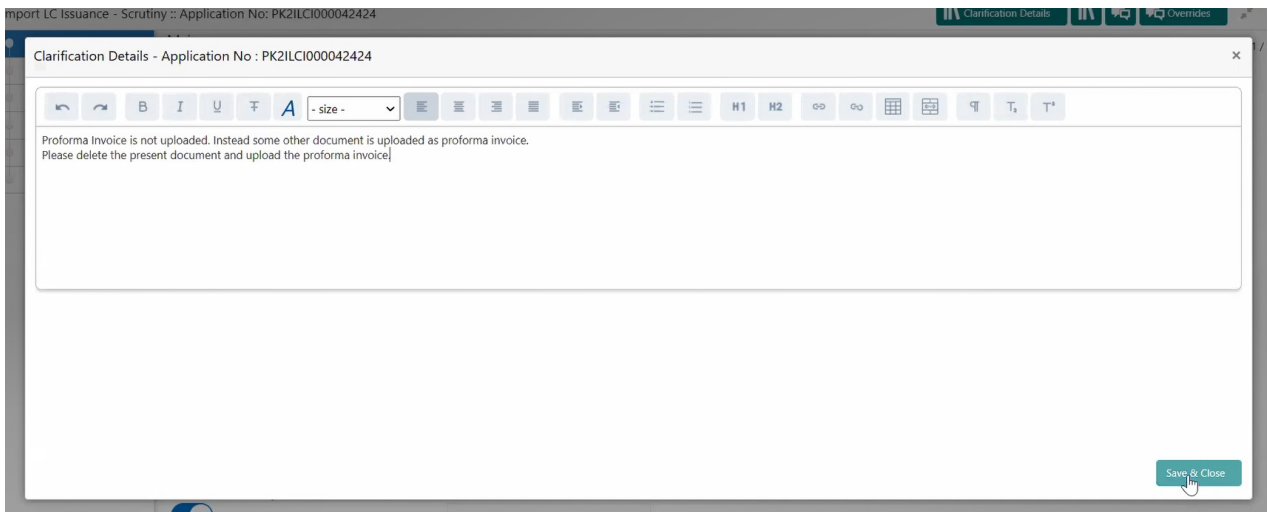 mport LC Issuance - Scrutiny :: Application No: PK2ILCI000042424
Clarification Details
Overrides
Clarification Details - Application No : PK2ILCI000042424
×
B I U T A - size - H1 H2 ¶ Ts Ts
Proforma Invoice is not uploaded. Instead some other document is uploaded as proforma invoice.
Please delete the present document and upload the proforma invoice.
Save & Close